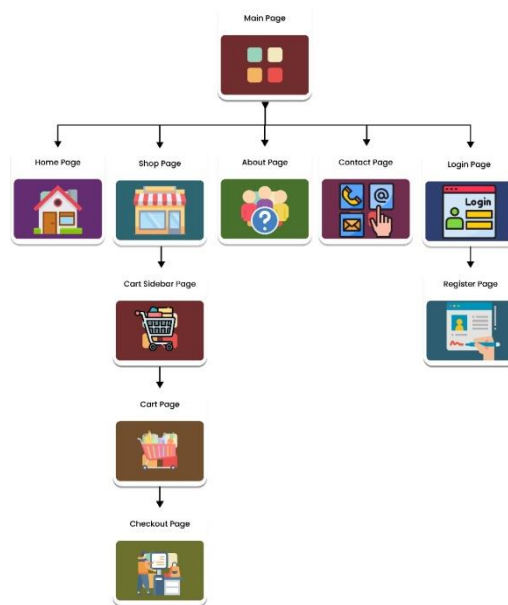 Main Page
Home Page
Shop Page
About Page
Contact Page
Login Page
@
?
Login
Cart Sidebar Page
Register Page
Cart Page
Checkout Page